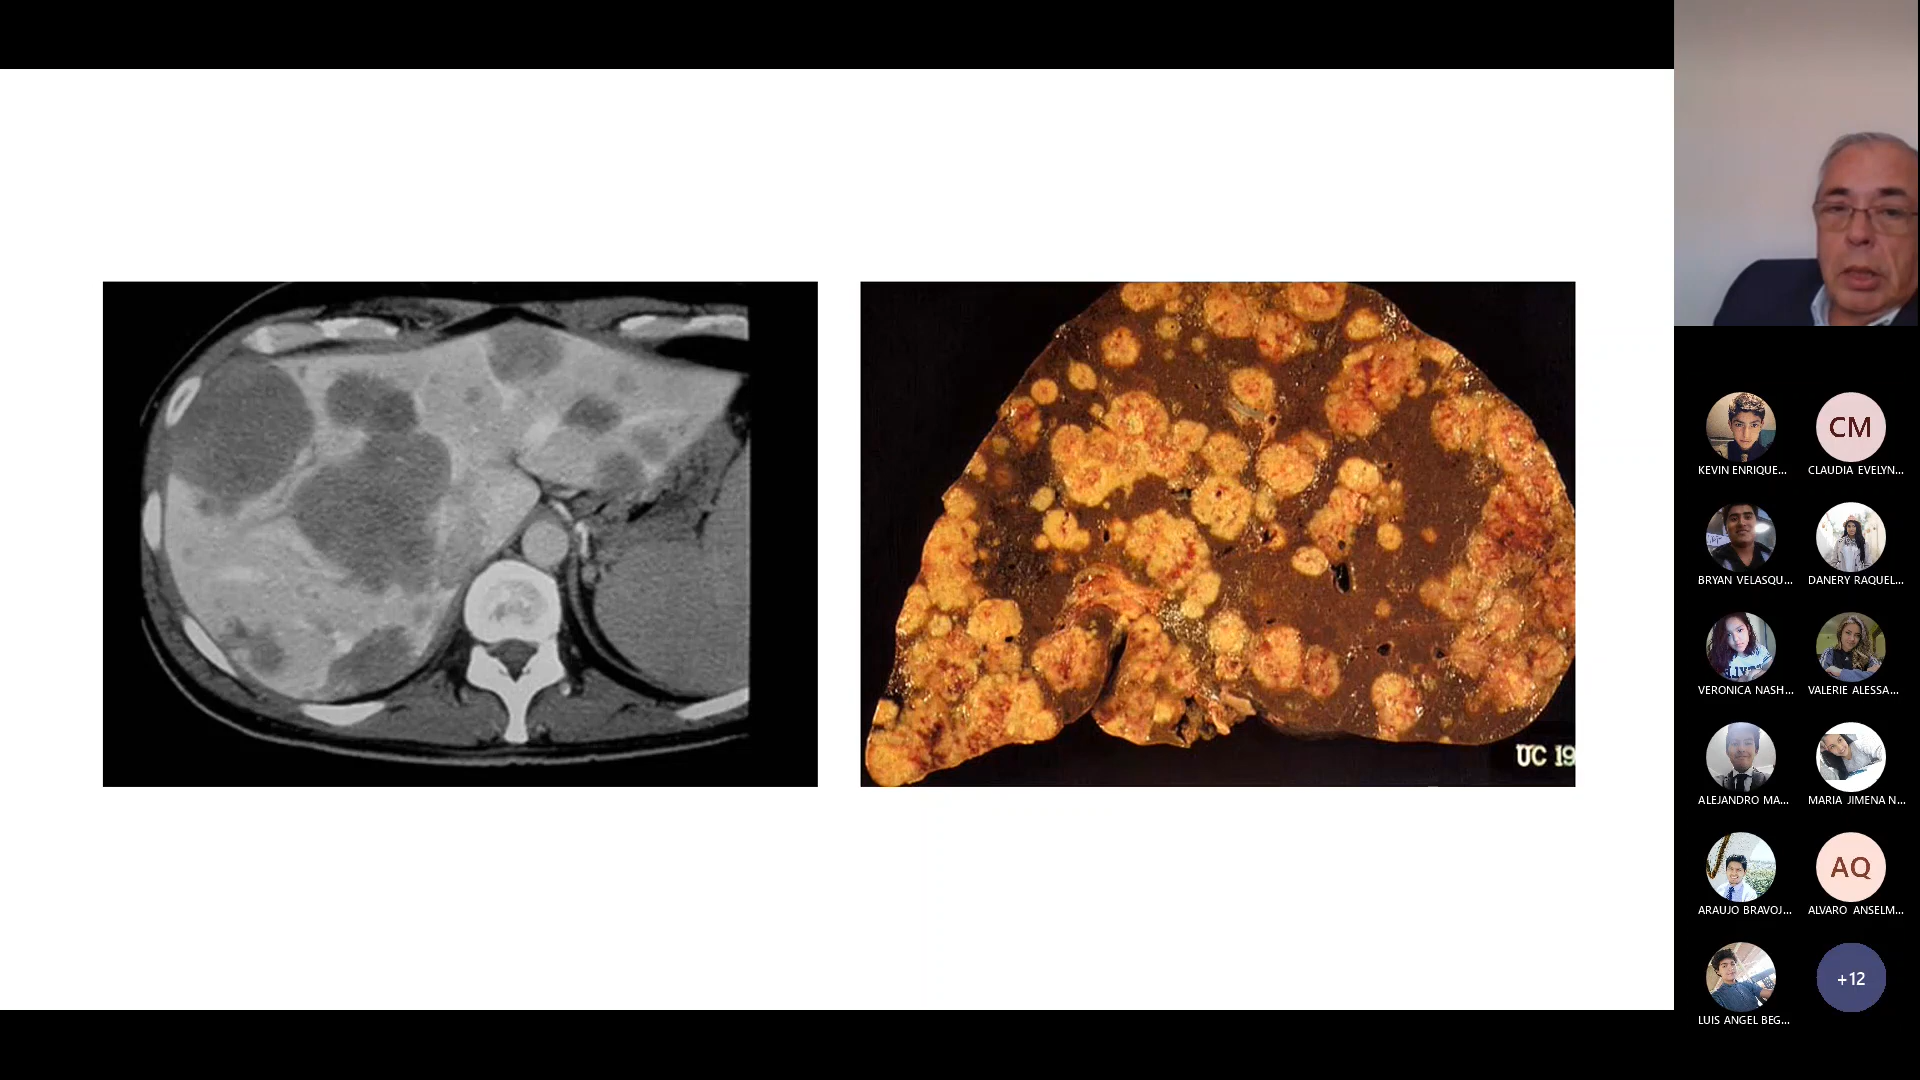 UC 19
CM
KEVIN ENRIQUE...
CLAUDIA EVELYN...
BRYAN VELASQU...
DANERY RAQUEL...
VERONICA NASH...
VALERIE ALESSA...
ALEJANDRO MA...
MARIA JIMENA N...
AQ
ARAUJO BRAVOJ...
ALVARO ANSELM...
+12
LUIS ANGEL BEG...